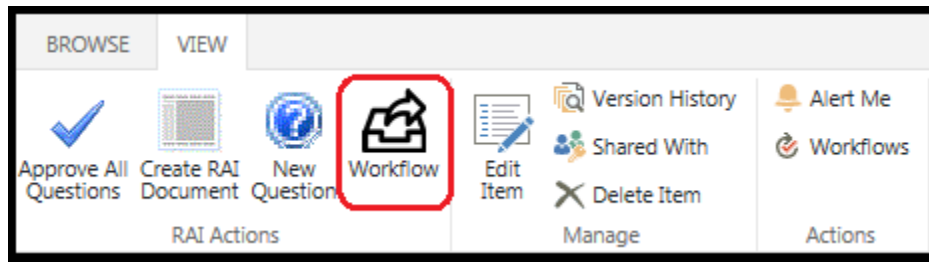 BROWSE VIEW
Approve All Questions
Create RAI Document
New Question
Workflow
Edit Item
Version History
Shared With
Delete Item
Alert Me
Workflows
RAI Actions
Manage
Actions